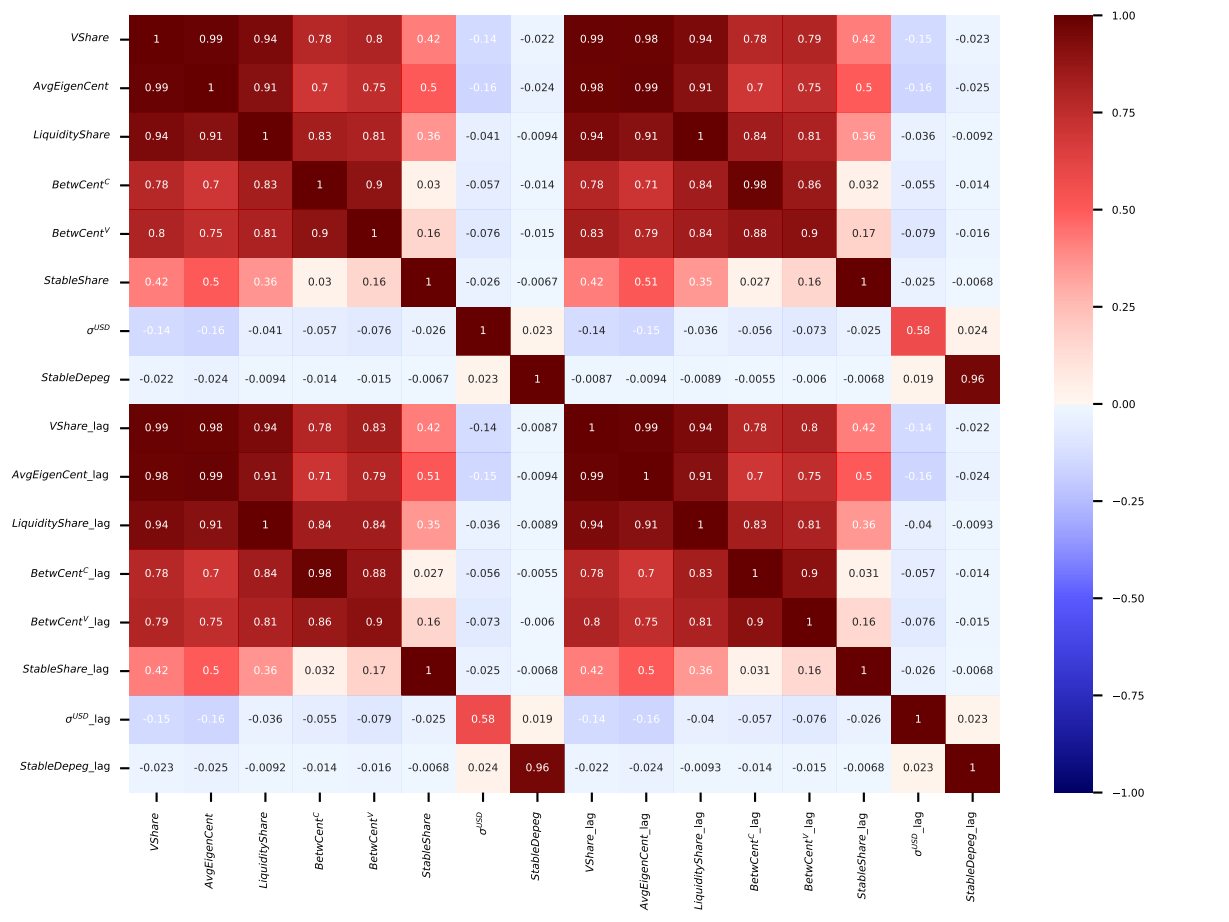 VShare 1 0.99 0.94 0.78 0.8 0.42 -0.14 -0.022 0.99 0.98 0.94 0.78 0.79 0.42 -0.15 -0.023
AvgEigenCent 0.99 1 0.91 0.7 0.75 0.5 -0.16 -0.024 0.98 0.99 0.91 0.7 0.75 0.5 -0.16 -0.025
LiquidityShare 0.94 0.91 1 0.83 0.81 0.36 -0.041 -0.0094 0.94 0.91 1 0.84 0.81 0.36 -0.036 -0.0092
BetwCent^C 0.78 0.7 0.83 1 0.9 0.03 -0.057 -0.014 0.78 0.71 0.84 0.98 0.86 0.032 -0.055 -0.014
BetwCent^V 0.8 0.75 0.81 0.9 1 0.16 -0.076 -0.015 0.83 0.79 0.84 0.88 0.9 0.17 -0.079 -0.016
StableShare 0.42 0.5 0.36 0.03 0.16 1 -0.026 -0.0067 0.42 0.51 0.35 0.027 0.16 1 -0.025 -0.0068
σ^USD -0.14 -0.16 -0.041 -0.057 -0.076 -0.026 1 0.023 -0.14 -0.15 -0.036 -0.056 -0.073 -0.025 0.58 0.024
StableDepeg -0.022 -0.024 -0.0094 -0.014 -0.015 -0.0067 0.023 1 -0.0087 -0.0094 -0.0089 -0.0055 -0.006 -0.0068 0.019 0.96
VShare_lag 0.99 0.98 0.94 0.78 0.83 0.42 -0.14 -0.0087 1 0.99 0.94 0.78 0.8 0.42 -0.14 -0.022
AvgEigenCent_lag 0.98 0.99 0.91 0.71 0.79 0.51 -0.15 -0.0094 0.99 1 0.91 0.7 0.75 0.5 -0.16 -0.024
LiquidityShare_lag 0.94 0.91 1 0.84 0.84 0.35 -0.036 -0.0089 0.94 0.91 1 0.83 0.81 0.36 -0.04 -0.0093
BetwCent^C_lag 0.78 0.7 0.84 0.98 0.88 0.027 -0.056 -0.0055 0.78 0.7 0.83 1 0.9 0.031 -0.057 -0.014
BetwCent^V_lag 0.79 0.75 0.81 0.86 0.9 0.16 -0.073 -0.006 0.8 0.75 0.81 0.9 1 0.16 -0.076 -0.015
StableShare_lag 0.42 0.5 0.36 0.032 0.17 1 -0.025 -0.0068 0.42 0.5 0.36 0.031 0.16 1 -0.026 -0.0068
σ^USD_lag -0.15 -0.16 -0.036 -0.055 -0.079 -0.025 0.58 0.019 -0.14 -0.16 -0.04 -0.057 -0.076 -0.026 1 0.023
StableDepeg_lag -0.023 -0.025 -0.0092 -0.014 -0.016 -0.0068 0.024 0.96 -0.022 -0.024 -0.0093 -0.014 -0.015 -0.0068 0.023 1
VShare
AvgEigenCent
LiquidityShare
BetwCent^C
BetwCent^V
StableShare
σ^USD
StableDepeg
VShare_lag
AvgEigenCent_lag
LiquidityShare_lag
BetwCent^C_lag
BetwCent^V_lag
StableShare_lag
σ^USD_lag
StableDepeg_lag
1.00
0.75
0.50
0.25
0.00
−0.25
−0.50
−0.75
−1.00